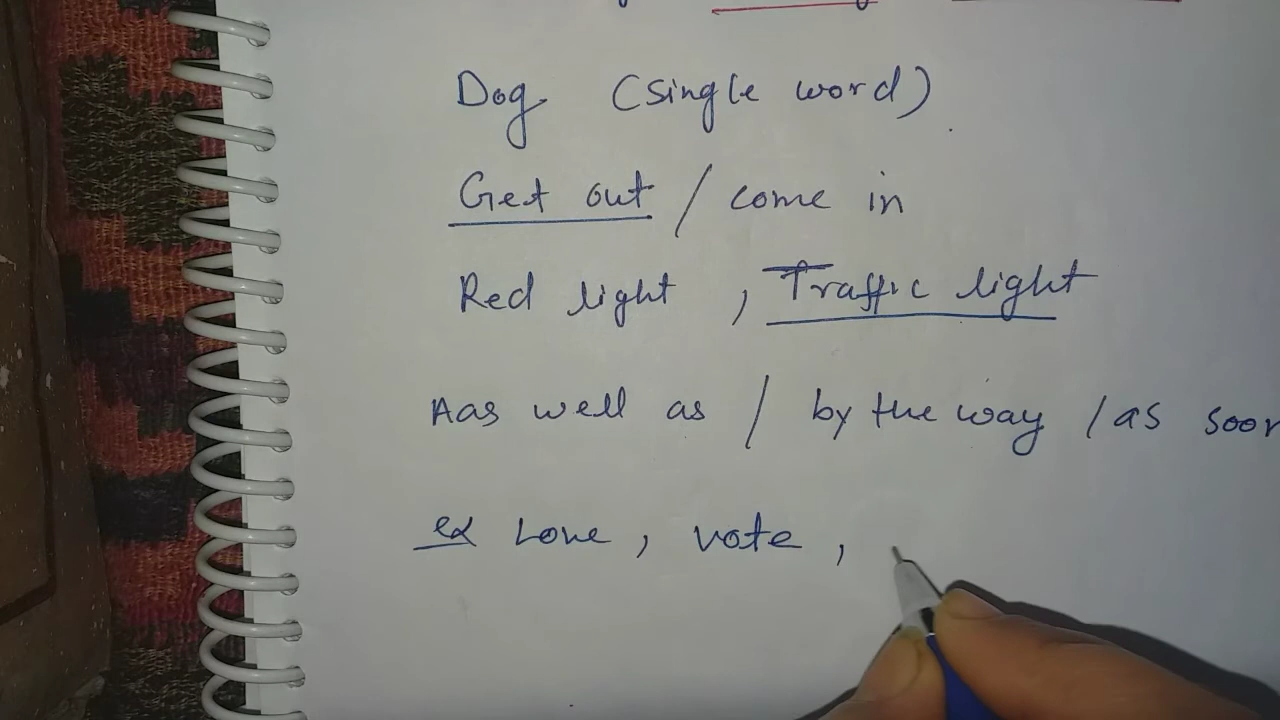 Dog (single word)
Get out / come in
Red light , Traffic light
Aas well as / by the way / as soon
ex Love , vote ,